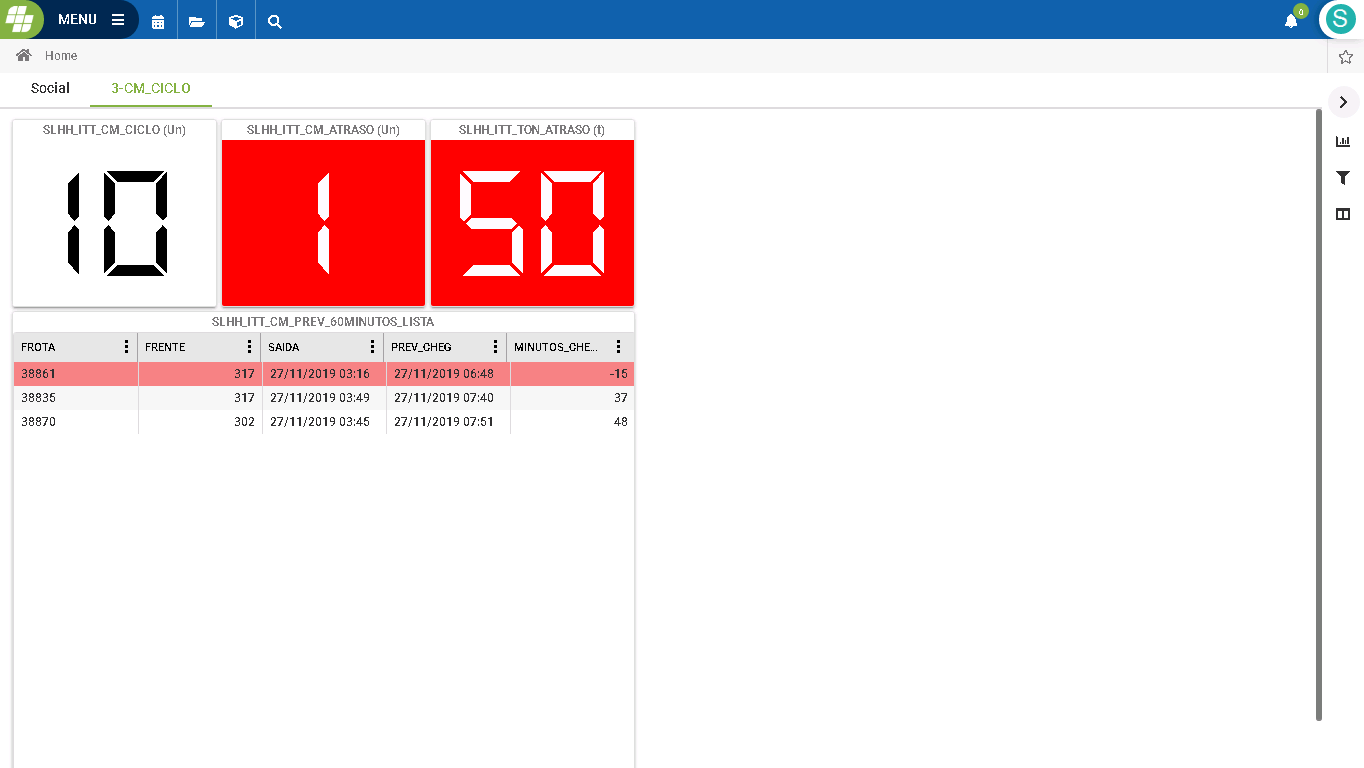 MENU
0
S
Home
Social 3-CM_CICLO
SLHH_ITT_CM_CICLO (Un) SLHH_ITT_CM_ATRASO (Un) SLHH_ITT_TON_ATRASO (t)
10 1 50
SLHH_ITT_CM_PREV_60MINUTOS_LISTA
FROTA FRENTE SAIDA PREV_CHEG MINUTOS_CHE...
38861 317 27/11/2019 03:16 27/11/2019 06:48 -15
38835 317 27/11/2019 03:49 27/11/2019 07:40 37
38870 302 27/11/2019 03:45 27/11/2019 07:51 48